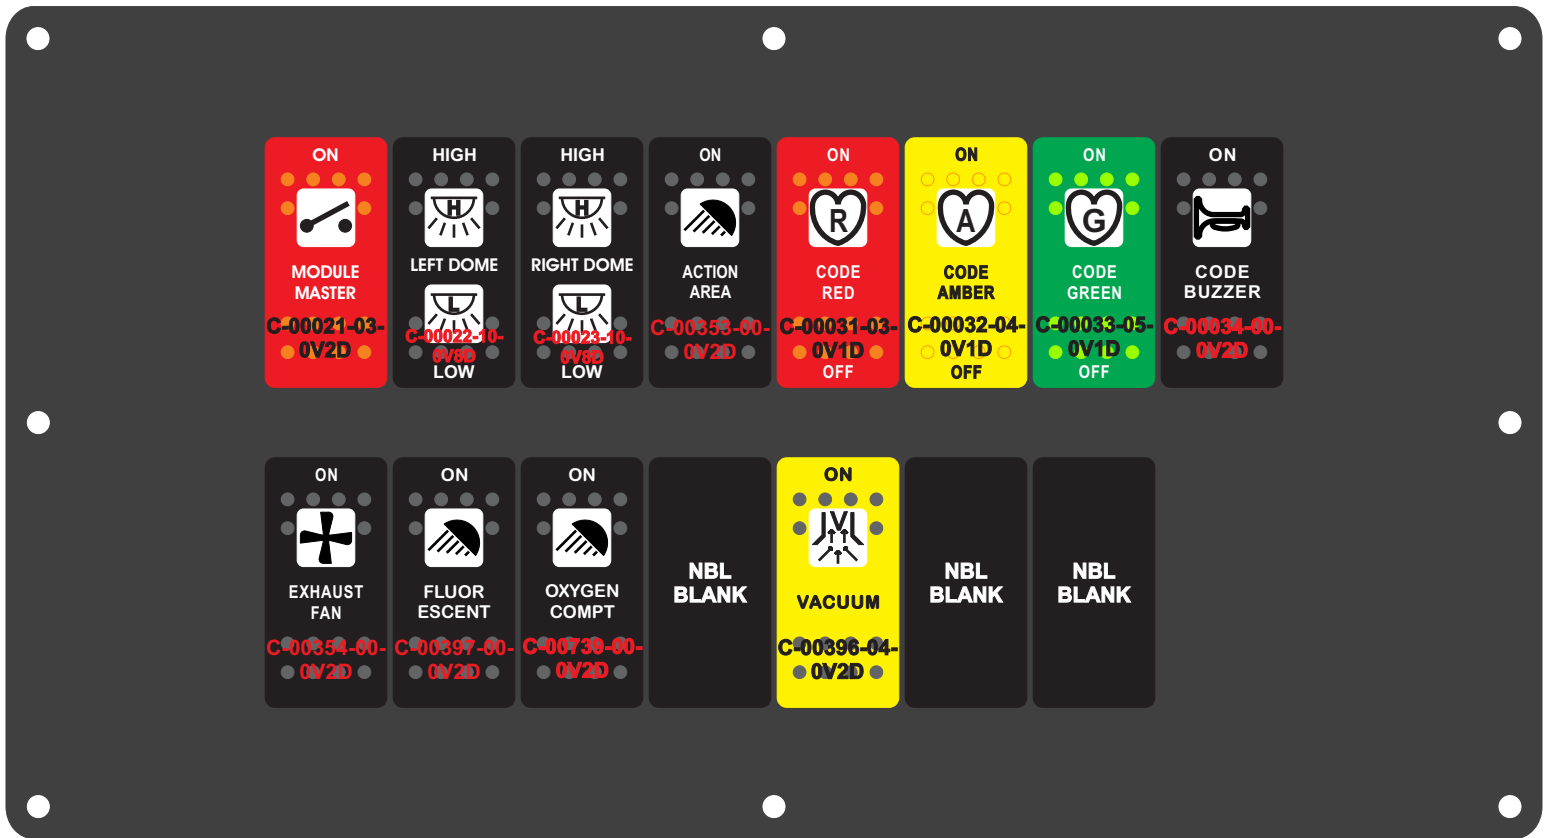 ON
HIGH
HIGH
ON
ON
ON
ON
ON
H
H
R
A
G
MODULE
MASTER
LEFT DOME
RIGHT DOME
ACTION
AREA
CODE
RED
CODE
AMBER
CODE
GREEN
CODE
BUZZER
L
L
C-00021-03-
0V2D
C-00022-10-
0V8D
C-00023-10-
0V8D
C-00353-00-
0V2D
C-00031-03-
0V1D
C-00032-04-
0V1D
C-00033-05-
0V1D
C-00034-00-
0V2D
LOW
LOW
OFF
OFF
OFF
ON
ON
ON
ON
V
EXHAUST
FAN
FLUOR
ESCENT
OXYGEN
COMPT
NBL
BLANK
VACUUM
NBL
BLANK
NBL
BLANK
C-00354-00-
0V2D
C-00397-00-
0V2D
C-00739-00-
0V2D
C-00396-04-
0V2D